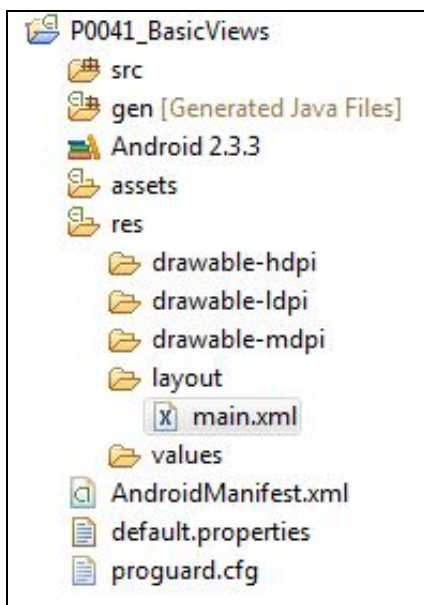 P0041_BasicViews
src
gen [Generated Java Files]
Android 2.3.3
assets
res
drawable-hdpi
drawable-ldpi
drawable-mdpi
layout
main.xml
values
AndroidManifest.xml
default.properties
proguard.cfg